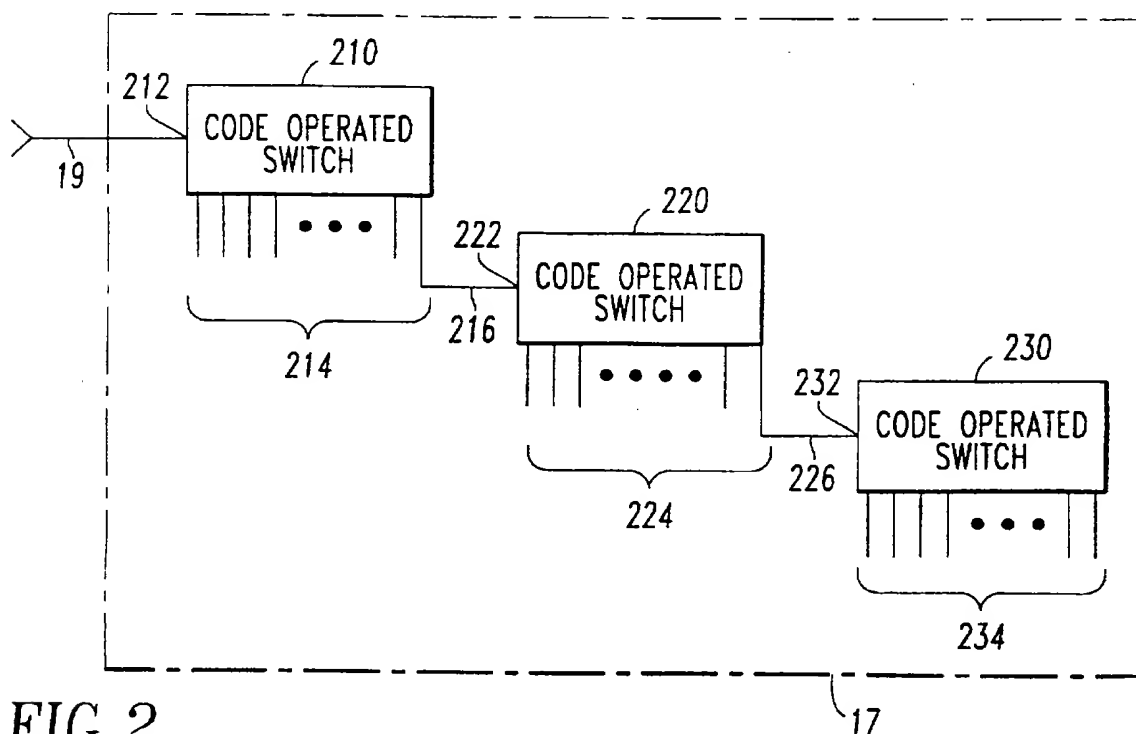 210
212
CODE OPERATED
SWITCH
19
220
222
CODE OPERATED
SWITCH
214
216
230
232
CODE OPERATED
SWITCH
224
226
234
17
FIG. 2